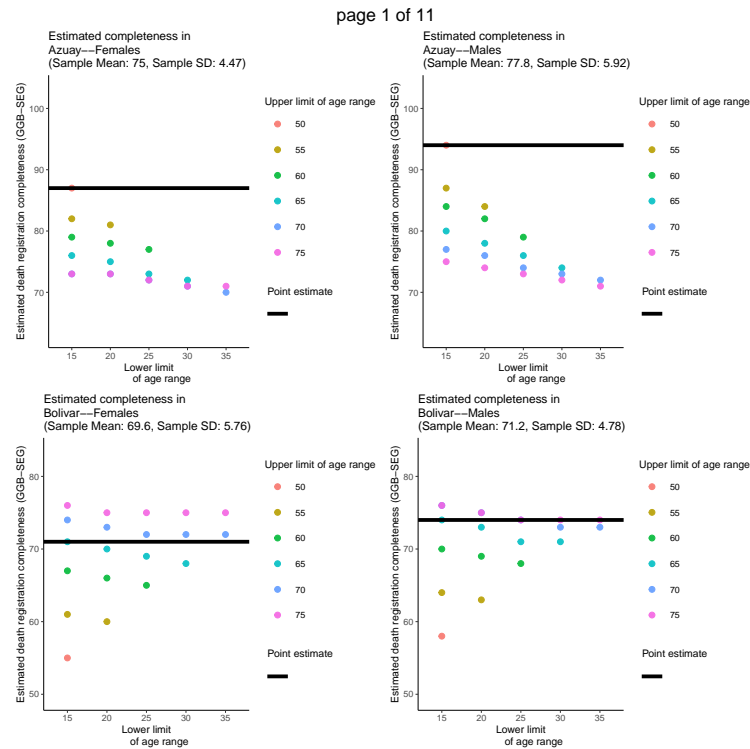 page 1 of 11
Estimated completeness in
Azuay−−Females
(Sample Mean: 75, Sample SD: 4.47)
Estimated death registration completeness (GGB−SEG)
100
90
80
70
15 20 25 30 35
Lower limit
of age range
Upper limit of age range
50
55
60
65
70
75
Point estimate
Estimated completeness in
Azuay−−Males
(Sample Mean: 77.8, Sample SD: 5.92)
Estimated death registration completeness (GGB−SEG)
100
90
80
70
15 20 25 30 35
Lower limit
of age range
Upper limit of age range
50
55
60
65
70
75
Point estimate
Estimated completeness in
Bolivar−−Females
(Sample Mean: 69.6, Sample SD: 5.76)
Estimated death registration completeness (GGB−SEG)
80
70
60
50
15 20 25 30 35
Lower limit
of age range
Upper limit of age range
50
55
60
65
70
75
Point estimate
Estimated completeness in
Bolivar−−Males
(Sample Mean: 71.2, Sample SD: 4.78)
Estimated death registration completeness (GGB−SEG)
80
70
60
50
15 20 25 30 35
Lower limit
of age range
Upper limit of age range
50
55
60
65
70
75
Point estimate